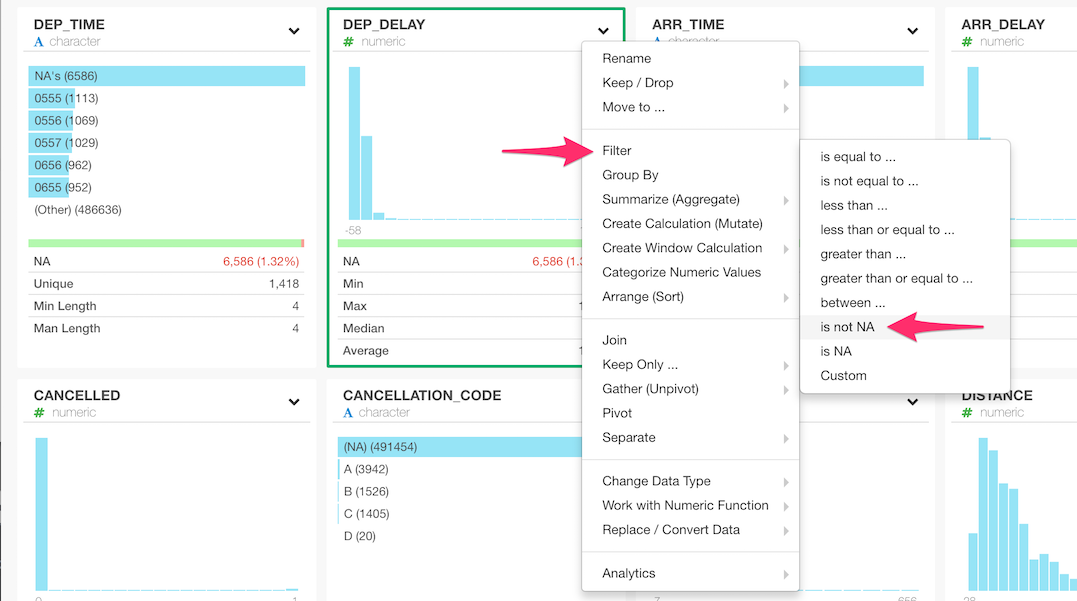 DEP_TIME
A character
NA's (6586)
0555 (1113)
0556 (1069)
0557 (1029)
0656 (962)
0655 (952)
(Other) (486636)
NA 6,586 (1.32%)
Unique 1,418
Min Length 4
Man Length 4
DEP_DELAY
# numeric
-58
NA 6,586 (1.3
Min
Max 1
Median
Average 1
ARR_TIME
A character
ARR_DELAY
# numeric
Rename
Keep / Drop
Move to ...
Filter
Group By
Summarize (Aggregate)
Create Calculation (Mutate)
Create Window Calculation
Categorize Numeric Values
Arrange (Sort)
Join
Keep Only ...
Gather (Unpivot)
Pivot
Separate
Change Data Type
Work with Numeric Function
Replace / Convert Data
Analytics
is equal to ...
is not equal to ...
less than ...
less than or equal to ...
greater than ...
greater than or equal to ...
between ...
is not NA
is NA
Custom
CANCELLED
# numeric
0 1
CANCELLATION_CODE
A character
(NA) (491454)
A (3942)
B (1526)
C (1405)
D (20)
7 656
DISTANCE
# numeric
28